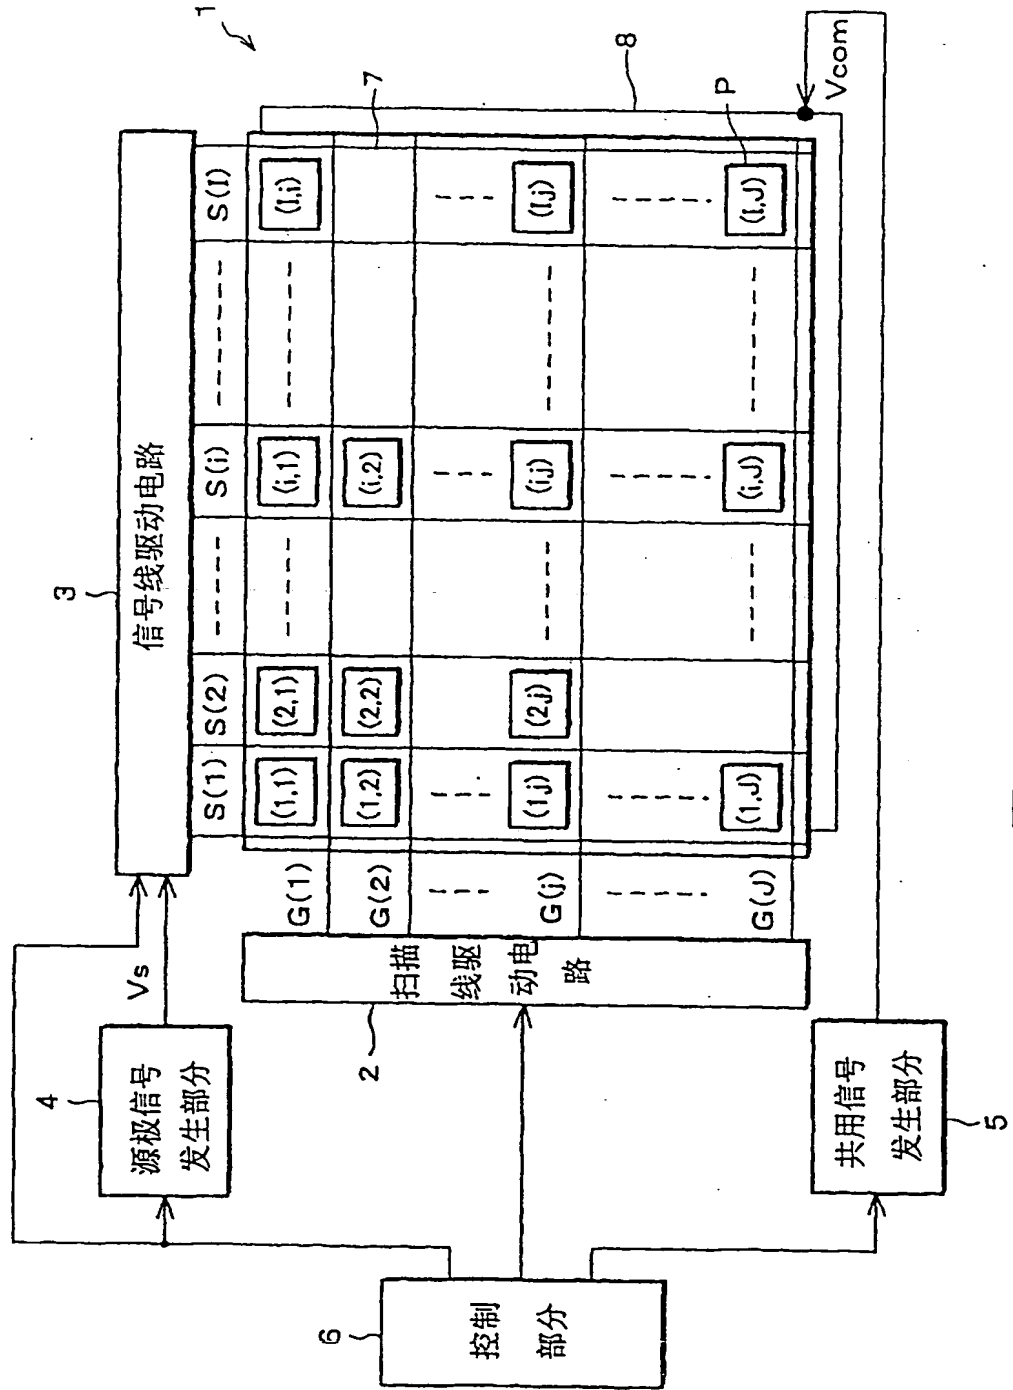 1
3
信号线驱动电路
S(1) S(2) S(i) S(I)
7
8
4
源极信号
发生部分
Vs
G(1) (1,1) (2,1) (i,1) (I,i)
G(2) (1,2) (2,2) (i,2)
G(j) (1,j) (2,j) (i,j) (I,j)
G(J) (1,J) (i,J) (I,J)
P
2
扫描
线驱
动电
路
6
控制
部分
5
共用信号
发生部分
Vcom